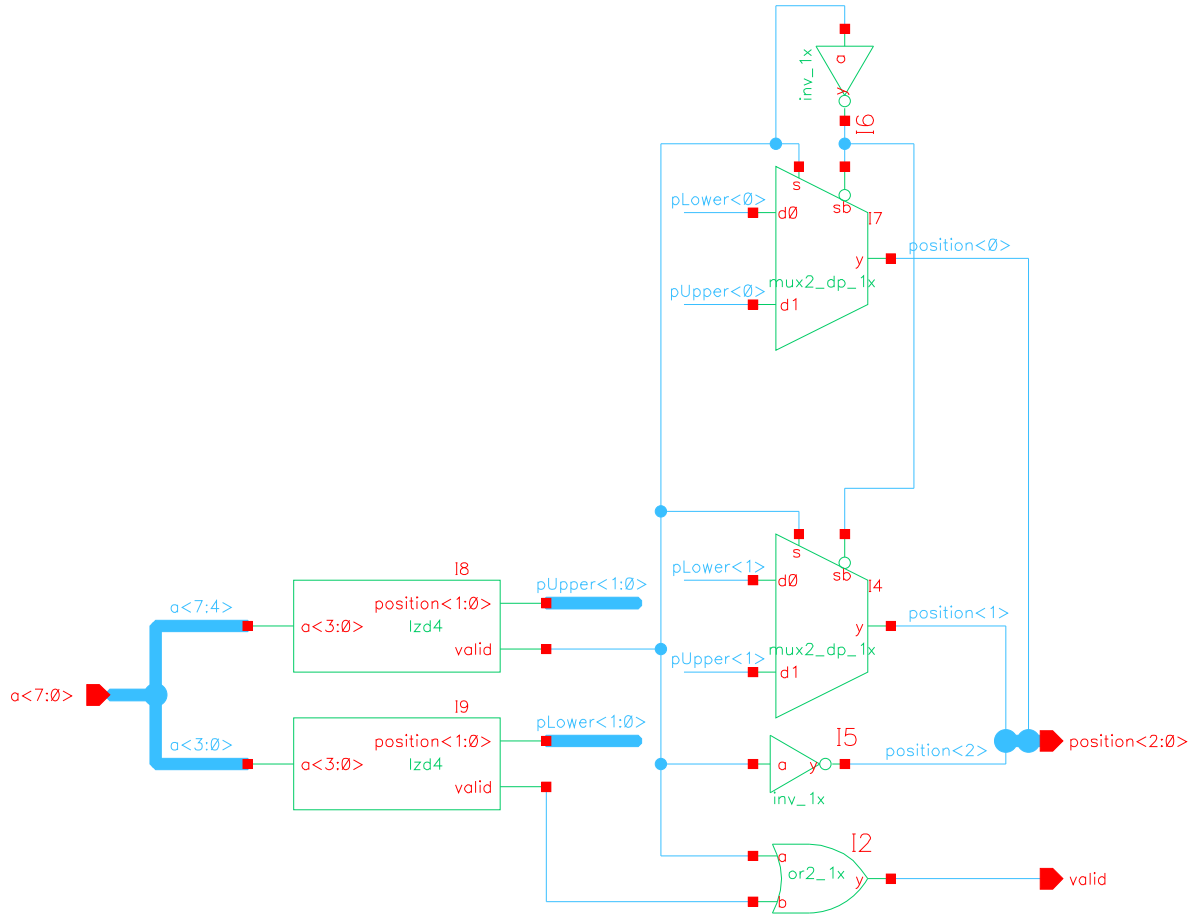 a
inv_1x
y
I6
s
pLower<0>
d0
sb
I7
position<0>
y
mux2_dp_1x
pUpper<0>
d1
s
pLower<1>
d0
sb
I4
position<1>
y
mux2_dp_1x
pUpper<1>
d1
I8
pUpper<1:0>
a<7:4>
position<1:0>
a<3:0>
lzd4
valid
a<7:0>
I9
pLower<1:0>
a<3:0>
position<1:0>
a<3:0>
lzd4
valid
I5
position<2>
a
y
inv_1x
position<2:0>
I2
a
or2_1x
y
b
valid